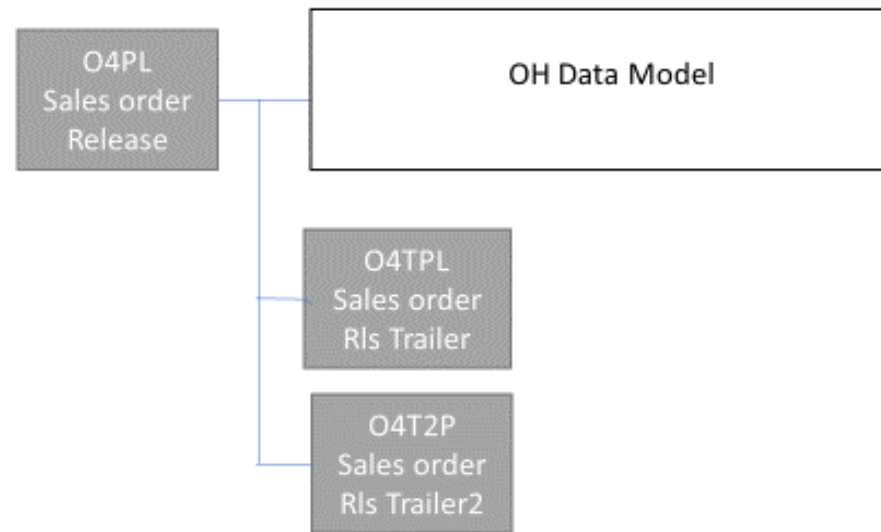 O4PL
Sales order
Release
OH Data Model
O4TPL
Sales order
Rls Trailer
O4T2P
Sales order
Rls Trailer2